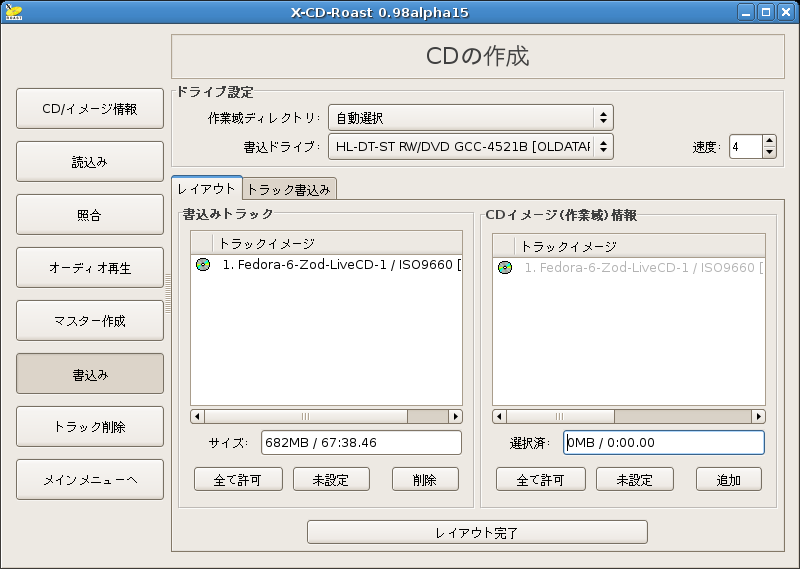 X-CD-Roast 0.98alpha15
CDの作成
CD/イメージ情報
読込み
照合
オーディオ再生
マスター作成
書込み
トラック削除
メインメニューへ
ドライブ設定
作業域ディレクトリ: 自動選択
書込ドライブ: HL-DT-ST RW/DVD GCC-4521B [OLDATAF 速度: 4
レイアウト トラック書込み
書込みトラック
トラックイメージ
1. Fedora-6-Zod-LiveCD-1 / ISO9660 [
サイズ: 682MB / 67:38.46
全て許可 未設定 削除
CDイメージ(作業域)情報
トラックイメージ
1. Fedora-6-Zod-LiveCD-1 / ISO9660 [
選択済: 0MB / 0:00.00
全て許可 未設定 追加
レイアウト完了